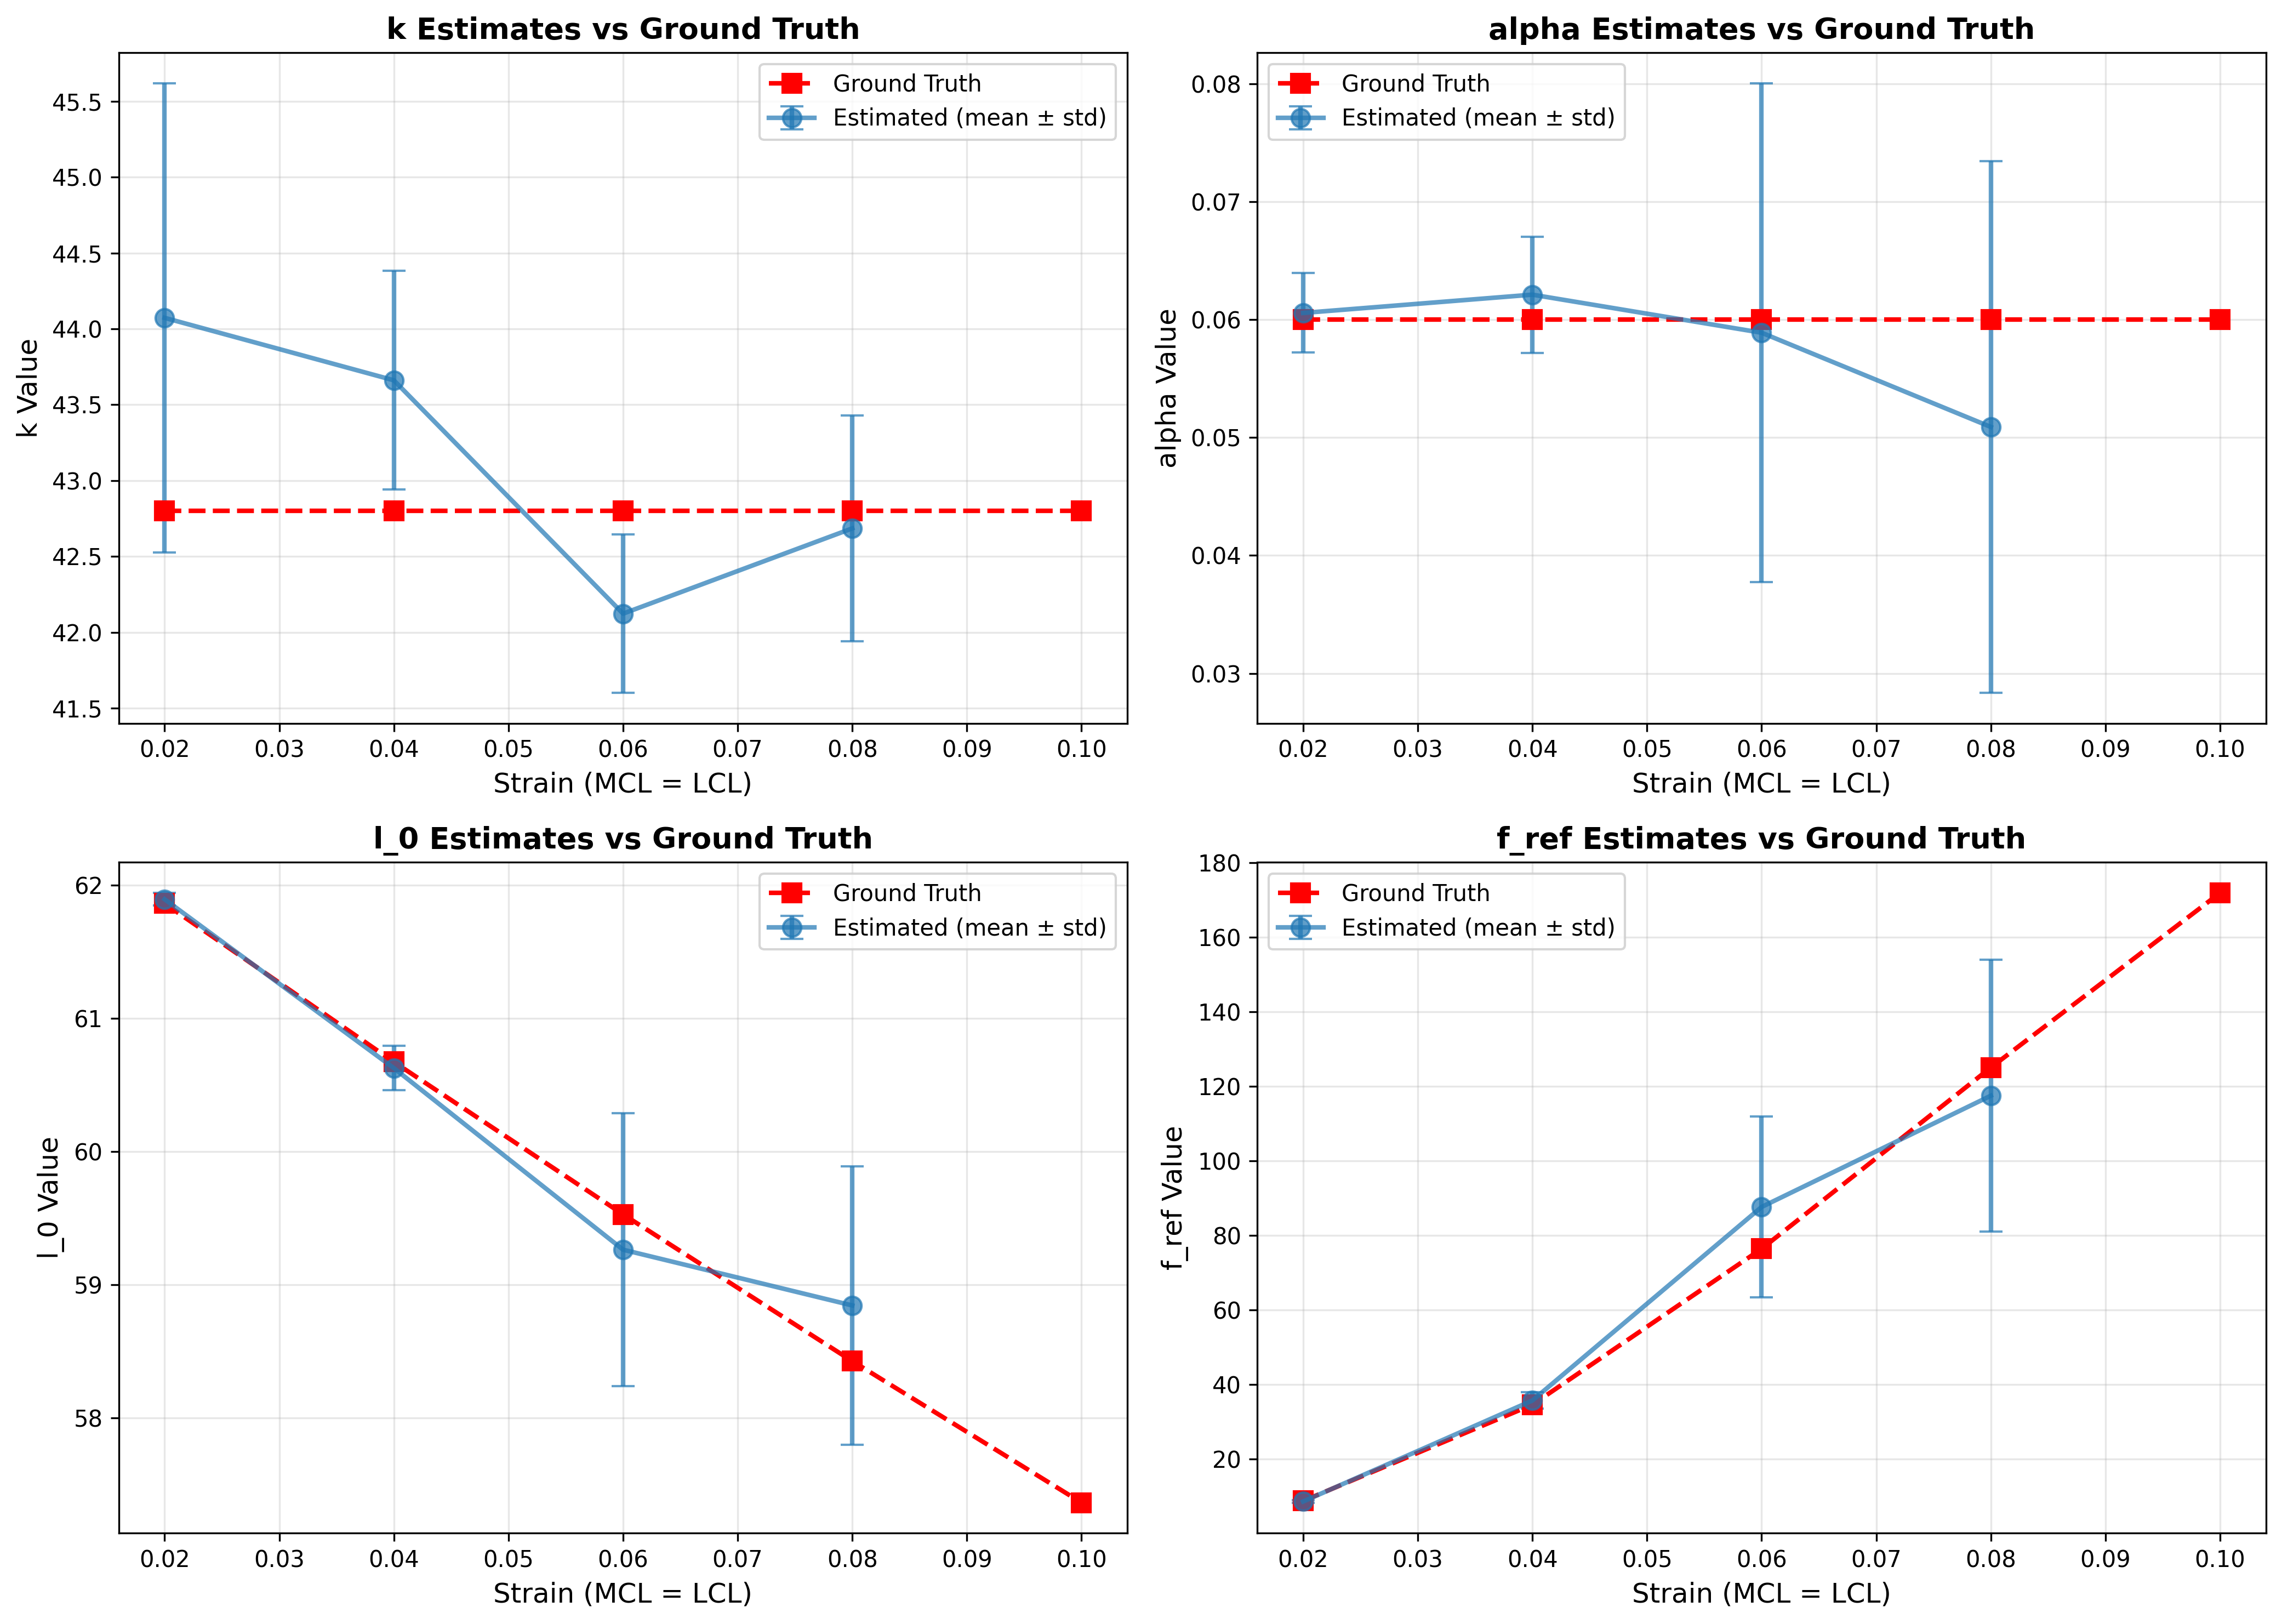 k Estimates vs Ground Truth
Ground Truth
Estimated (mean ± std)
k Value
45.5
45.0
44.5
44.0
43.5
43.0
42.5
42.0
41.5
0.02 0.03 0.04 0.05 0.06 0.07 0.08 0.09 0.10
Strain (MCL = LCL)
alpha Estimates vs Ground Truth
Ground Truth
Estimated (mean ± std)
alpha Value
0.08
0.07
0.06
0.05
0.04
0.03
0.02 0.03 0.04 0.05 0.06 0.07 0.08 0.09 0.10
Strain (MCL = LCL)
l_0 Estimates vs Ground Truth
Ground Truth
Estimated (mean ± std)
l_0 Value
62
61
60
59
58
0.02 0.03 0.04 0.05 0.06 0.07 0.08 0.09 0.10
Strain (MCL = LCL)
f_ref Estimates vs Ground Truth
Ground Truth
Estimated (mean ± std)
f_ref Value
180
160
140
120
100
80
60
40
20
0.02 0.03 0.04 0.05 0.06 0.07 0.08 0.09 0.10
Strain (MCL = LCL)